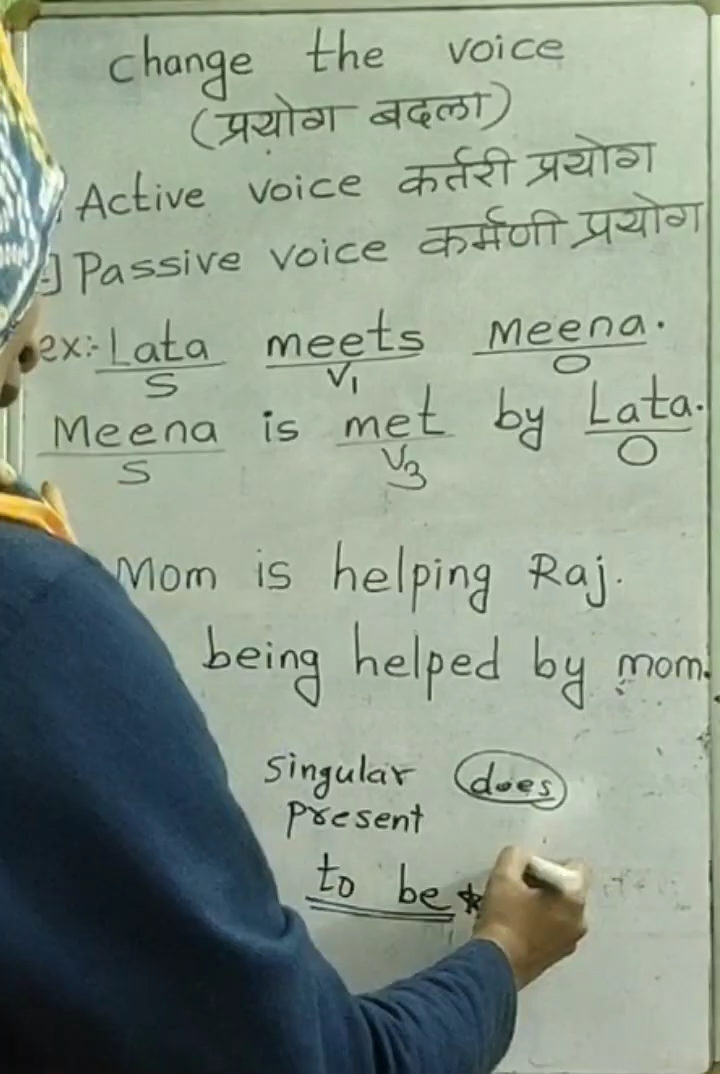 change the voice
(प्रयोग बदला)
Active voice कर्तरी प्रयोग
] Passive voice कर्मणी प्रयोग
ex:- Lata meets Meena.
S V1 O
Meena is met by Lata.
S V3 O
Mom is helping Raj.
being helped by mom.
singular does
present
to be